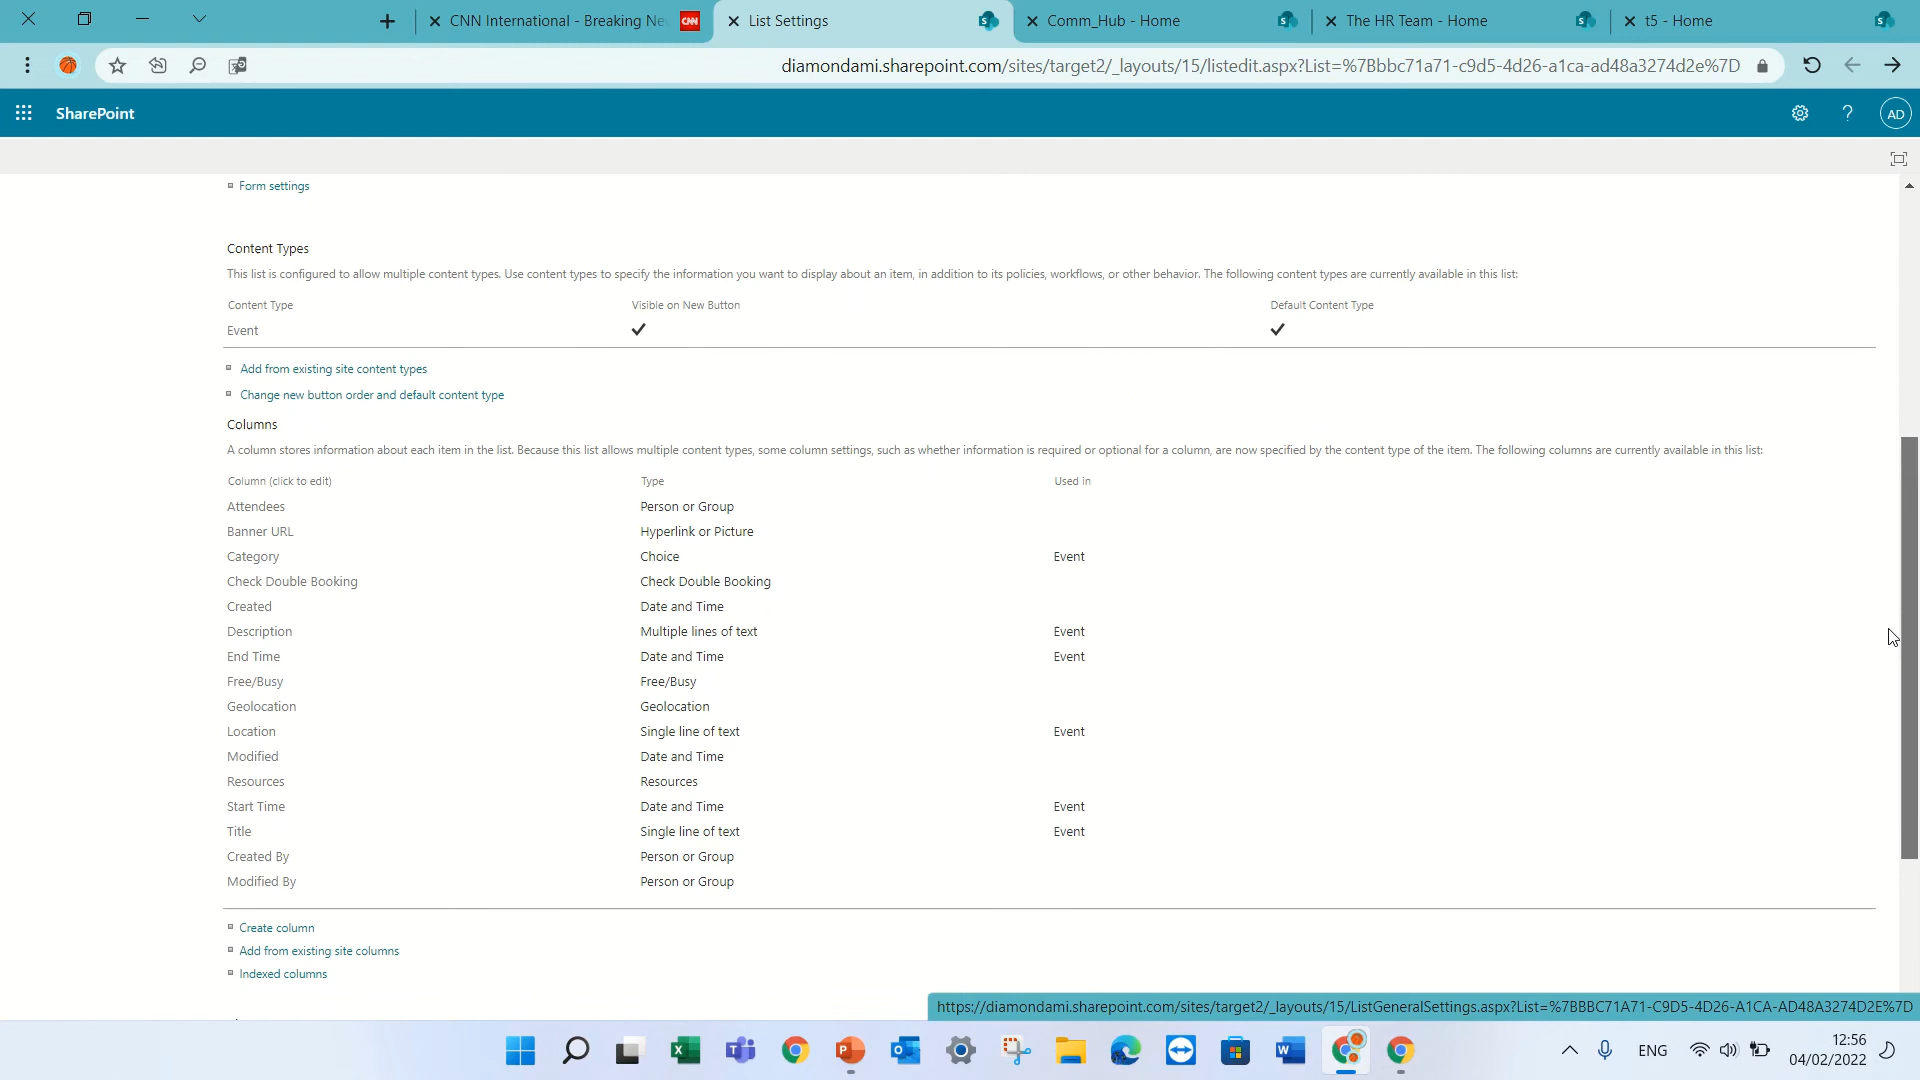 CNN International - Breaking Ne
CNN
List Settings
Comm_Hub - Home
The HR Team - Home
t5 - Home
diamondami.sharepoint.com/sites/target2/_layouts/15/listedit.aspx?List=%7Bbbc71a71-c9d5-4d26-a1ca-ad48a3274d2e%7D
SharePoint
AD
Form settings
Content Types
This list is configured to allow multiple content types. Use content types to specify the information you want to display about an item, in addition to its policies, workflows, or other behavior. The following content types are currently available in this list:
Content Type Visible on New Button Default Content Type
Event
Add from existing site content types
Change new button order and default content type
Columns
A column stores information about each item in the list. Because this list allows multiple content types, some column settings, such as whether information is required or optional for a column, are now specified by the content type of the item. The following columns are currently available in this list:
Column (click to edit) Type Used in
Attendees Person or Group
Banner URL Hyperlink or Picture
Category Choice Event
Check Double Booking Check Double Booking
Created Date and Time
Description Multiple lines of text Event
End Time Date and Time Event
Free/Busy Free/Busy
Geolocation Geolocation
Location Single line of text Event
Modified Date and Time
Resources Resources
Start Time Date and Time Event
Title Single line of text Event
Created By Person or Group
Modified By Person or Group
Create column
Add from existing site columns
Indexed columns
https://diamondami.sharepoint.com/sites/target2/_layouts/15/ListGeneralSettings.aspx?List=%7BBBC71A71-C9D5-4D26-A1CA-AD48A3274D2E%7D
ENG
12:56
04/02/2022